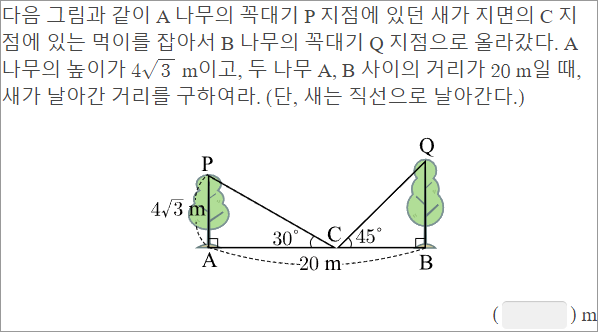 다음 그림과 같이 A 나무의 꼭대기 P 지점에 있던 새가 지면의 C 지
점에 있는 먹이를 잡아서 B 나무의 꼭대기 Q 지점으로 올라갔다. A
나무의 높이가 4√3 m이고, 두 나무 A, B 사이의 거리가 20 m일 때,
새가 날아간 거리를 구하여라. (단, 새는 직선으로 날아간다.)
Q
P
4√3 m
30° C 45°
A 20 m B
( ) m